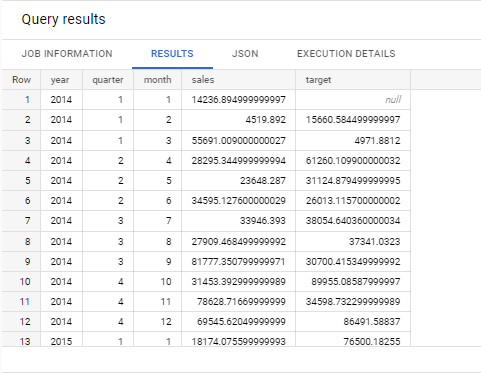 Query results
JOB INFORMATION RESULTS JSON EXECUTION DETAILS
Row year quarter month sales target
1 2014 1 1 14236.894999999997 null
2 2014 1 2 4519.892 15660.584499999997
3 2014 1 3 55691.009000000027 4971.8812
4 2014 2 4 28295.344999999994 61260.109900000032
5 2014 2 5 23648.287 31124.879499999995
6 2014 2 6 34595.127600000029 26013.115700000002
7 2014 3 7 33946.393 38054.640360000034
8 2014 3 8 27909.468499999992 37341.0323
9 2014 3 9 81777.350799999971 30700.415349999992
10 2014 4 10 31453.392999999989 89955.08587999997
11 2014 4 11 78628.71669999999 34598.732299999989
12 2014 4 12 69545.62049999999 86491.58837
13 2015 1 1 18174.075599999993 76500.18255